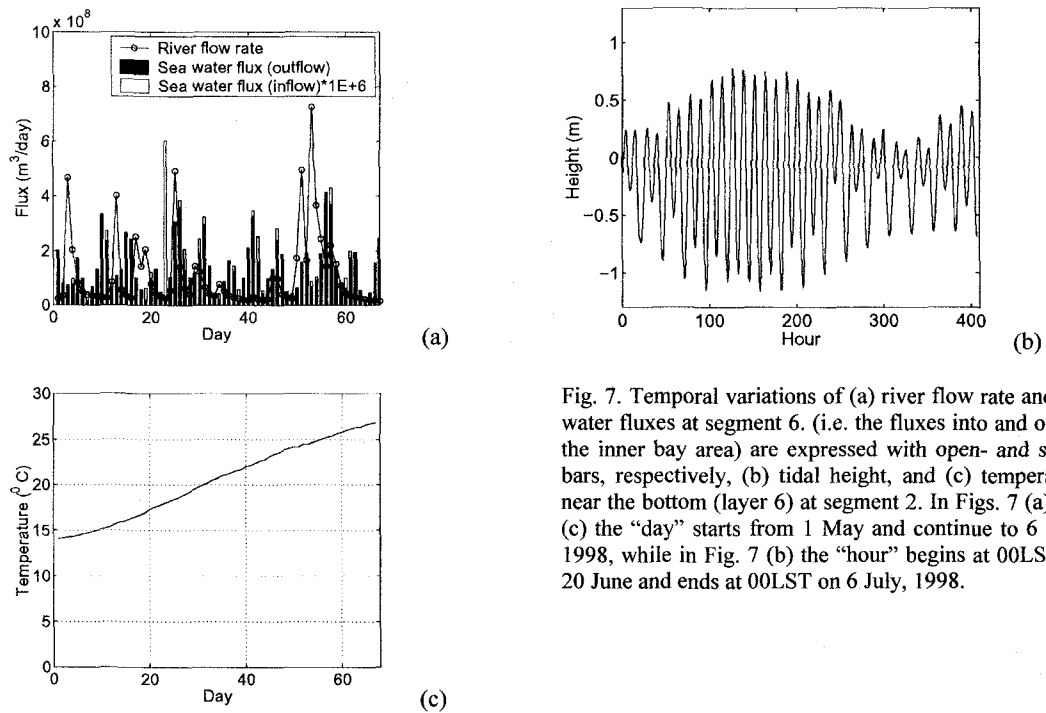 x 10^8
River flow rate
Sea water flux (outflow)
Sea water flux (inflow)*1E+6
Flux (m^3/day)
10
8
6
4
2
0
0
20
40
60
Day
(a)
Height (m)
1
0.5
0
−0.5
−1
0
100
200
300
400
Hour
(b)
Temperature (^0 C)
30
25
20
15
10
5
0
0
20
40
60
Day
(c)
Fig. 7. Temporal variations of (a) river flow rate and
water fluxes at segment 6. (i.e. the fluxes into and o
the inner bay area) are expressed with open- and s
bars, respectively, (b) tidal height, and (c) temper
near the bottom (layer 6) at segment 2. In Figs. 7 (a)
(c) the “day” starts from 1 May and continue to 6
1998, while in Fig. 7 (b) the “hour” begins at 00LS
20 June and ends at 00LST on 6 July, 1998.